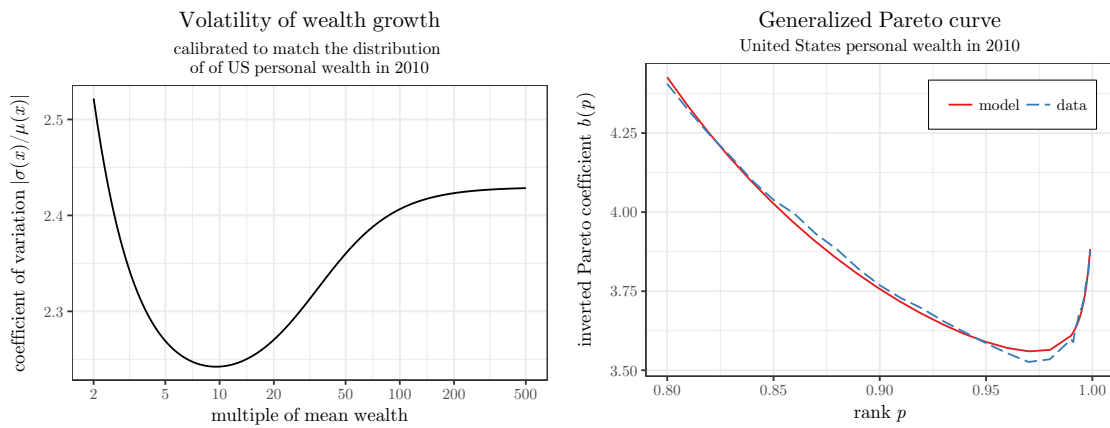 Volatility of wealth growth
calibrated to match the distribution
of of US personal wealth in 2010
coefficient of variation |σ(x)/μ(x)|
2.5
2.4
2.3
2 5 10 20 50 100 200 500
multiple of mean wealth
Generalized Pareto curve
United States personal wealth in 2010
inverted Pareto coefficient b(p)
model data
4.25
4.00
3.75
3.50
0.80 0.85 0.90 0.95 1.00
rank p